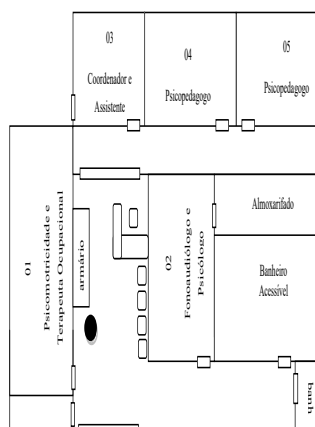 03
Coordenador e
Assistente
04
Psicopedagogo
05
Psicopedagogo
01
Psicomotricidade e
Terapeuta Ocupacional
armário
02
Fonoaudiólogo e
Psicólogo
Almoxarifado
Banheiro
Acessível
banh